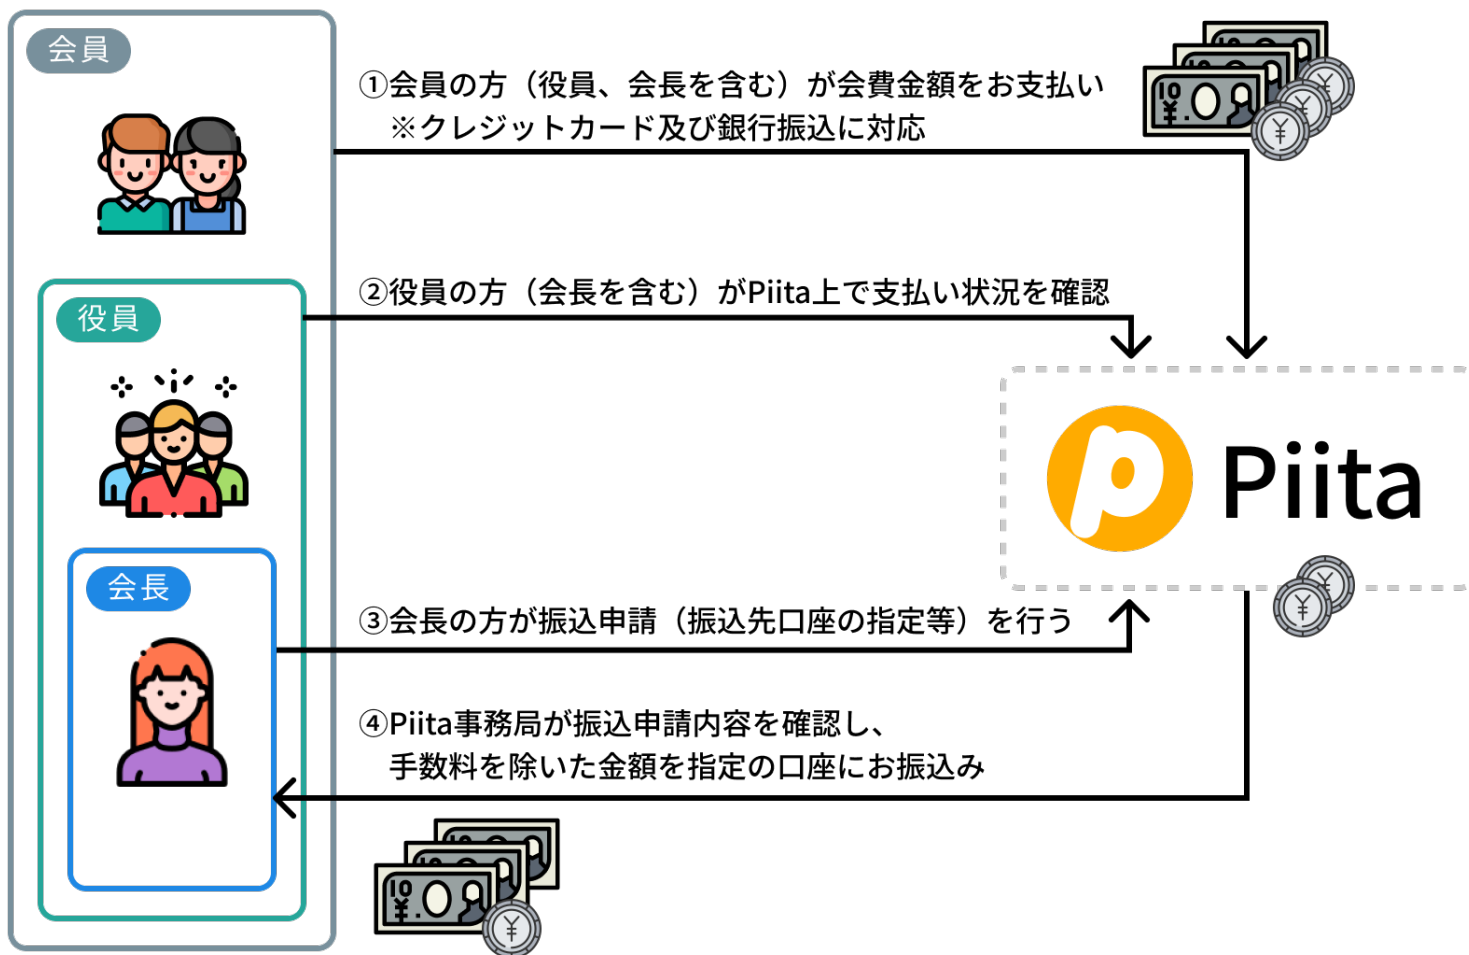 会員
①会員の方（役員、会長を含む）が会費金額をお支払い
※クレジットカード及び銀行振込に対応
役員
②役員の方（会長を含む）がPiita上で支払い状況を確認
p Piita
会長
③会長の方が振込申請（振込先口座の指定等）を行う
④Piita事務局が振込申請内容を確認し、
手数料を除いた金額を指定の口座にお振込み
10
¥
¥
¥
¥
10
¥
¥
¥
10
¥
¥